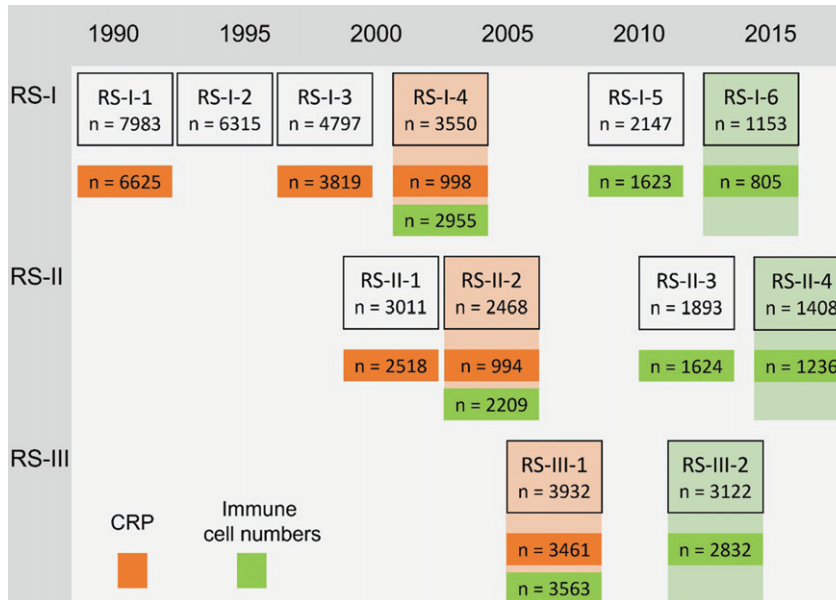 1990 1995 2000 2005 2010 2015
RS-I
RS-I-1 RS-I-2 RS-I-3 RS-I-4 RS-I-5 RS-I-6
n = 7983 n = 6315 n = 4797 n = 3550 n = 2147 n = 1153
n = 6625 n = 3819 n = 998 n = 1623 n = 805
n = 2955
RS-II
RS-II-1 RS-II-2 RS-II-3 RS-II-4
n = 3011 n = 2468 n = 1893 n = 1408
n = 2518 n = 994 n = 1624 n = 1236
n = 2209
RS-III
RS-III-1 RS-III-2
n = 3932 n = 3122
CRP Immune
cell numbers
n = 3461 n = 2832
n = 3563